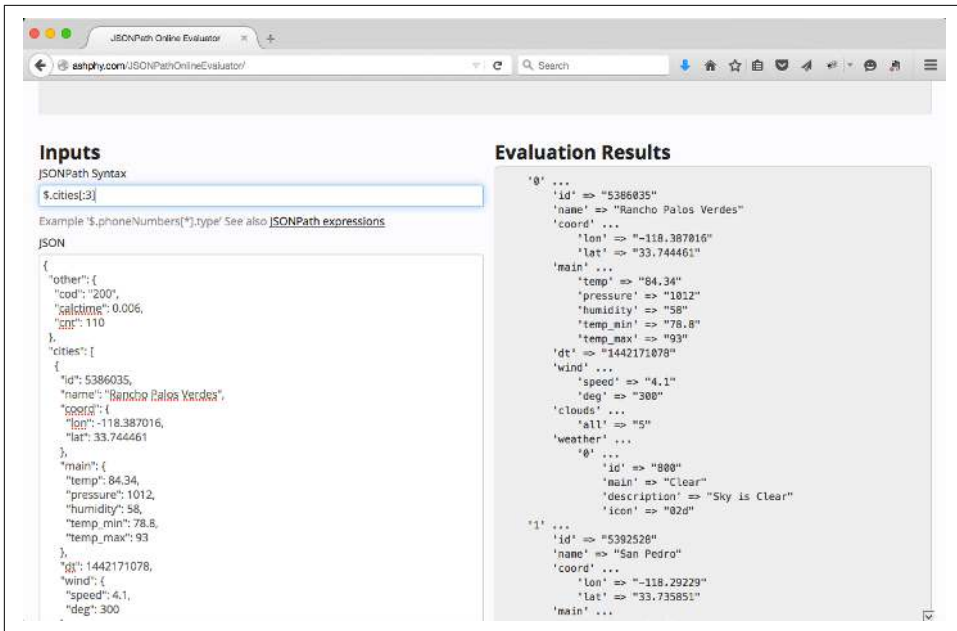 JSONPath Online Evaluator
ashphy.com/JSONPathOnlineEvaluator/
Search
Inputs
JSONPath Syntax
$.cities[:3]
Example '$.phoneNumbers[*].type' See also JSONPath expressions
JSON
{
"other": {
"cod": "200",
"calctime": 0.006,
"cnt": 110
},
"cities": [
{
"id": 5386035,
"name": "Rancho Palos Verdes",
"coord": {
"lon": -118.387016,
"lat": 33.744461
},
"main": {
"temp": 84.34,
"pressure": 1012,
"humidity": 58,
"temp_min": 78.8,
"temp_max": 93
},
"dt": 1442171078,
"wind": {
"speed": 4.1,
"deg": 300
Evaluation Results
'0' ...
'id' => "5386035"
'name' => "Rancho Palos Verdes"
'coord' ...
'lon' => "-118.387016"
'lat' => "33.744461"
'main' ...
'temp' => "84.34"
'pressure' => "1012"
'humidity' => "58"
'temp_min' => "78.8"
'temp_max' => "93"
'dt' => "1442171078"
'wind' ...
'speed' => "4.1"
'deg' => "300"
'clouds' ...
'all' => "5"
'weather' ...
'0' ...
'id' => "800"
'main' => "Clear"
'description' => "Sky is Clear"
'icon' => "02d"
'1' ...
'id' => "5392528"
'name' => "San Pedro"
'coord' ...
'lon' => "-118.29229"
'lat' => "33.735851"
'main' ...